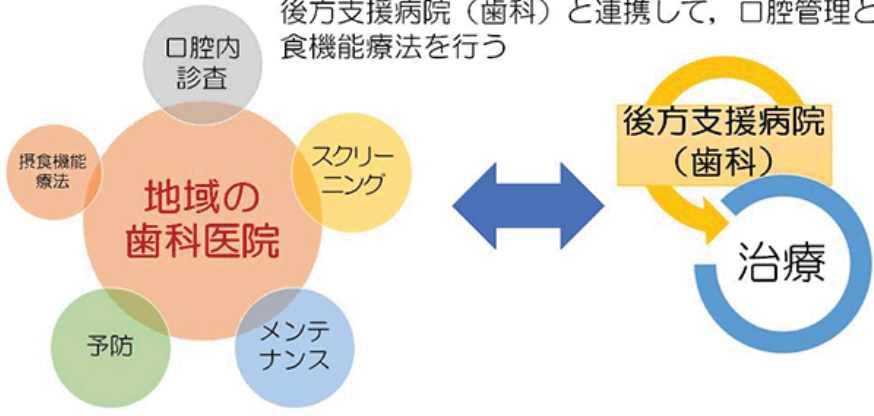 後方支援病院（歯科）と連携して，口腔管理と
食機能療法を行う
口腔内
診査
摂食機能
療法
スクリー
ニング
地域の
歯科医院
予防
メンテ
ナンス
後方支援病院
（歯科）
治療